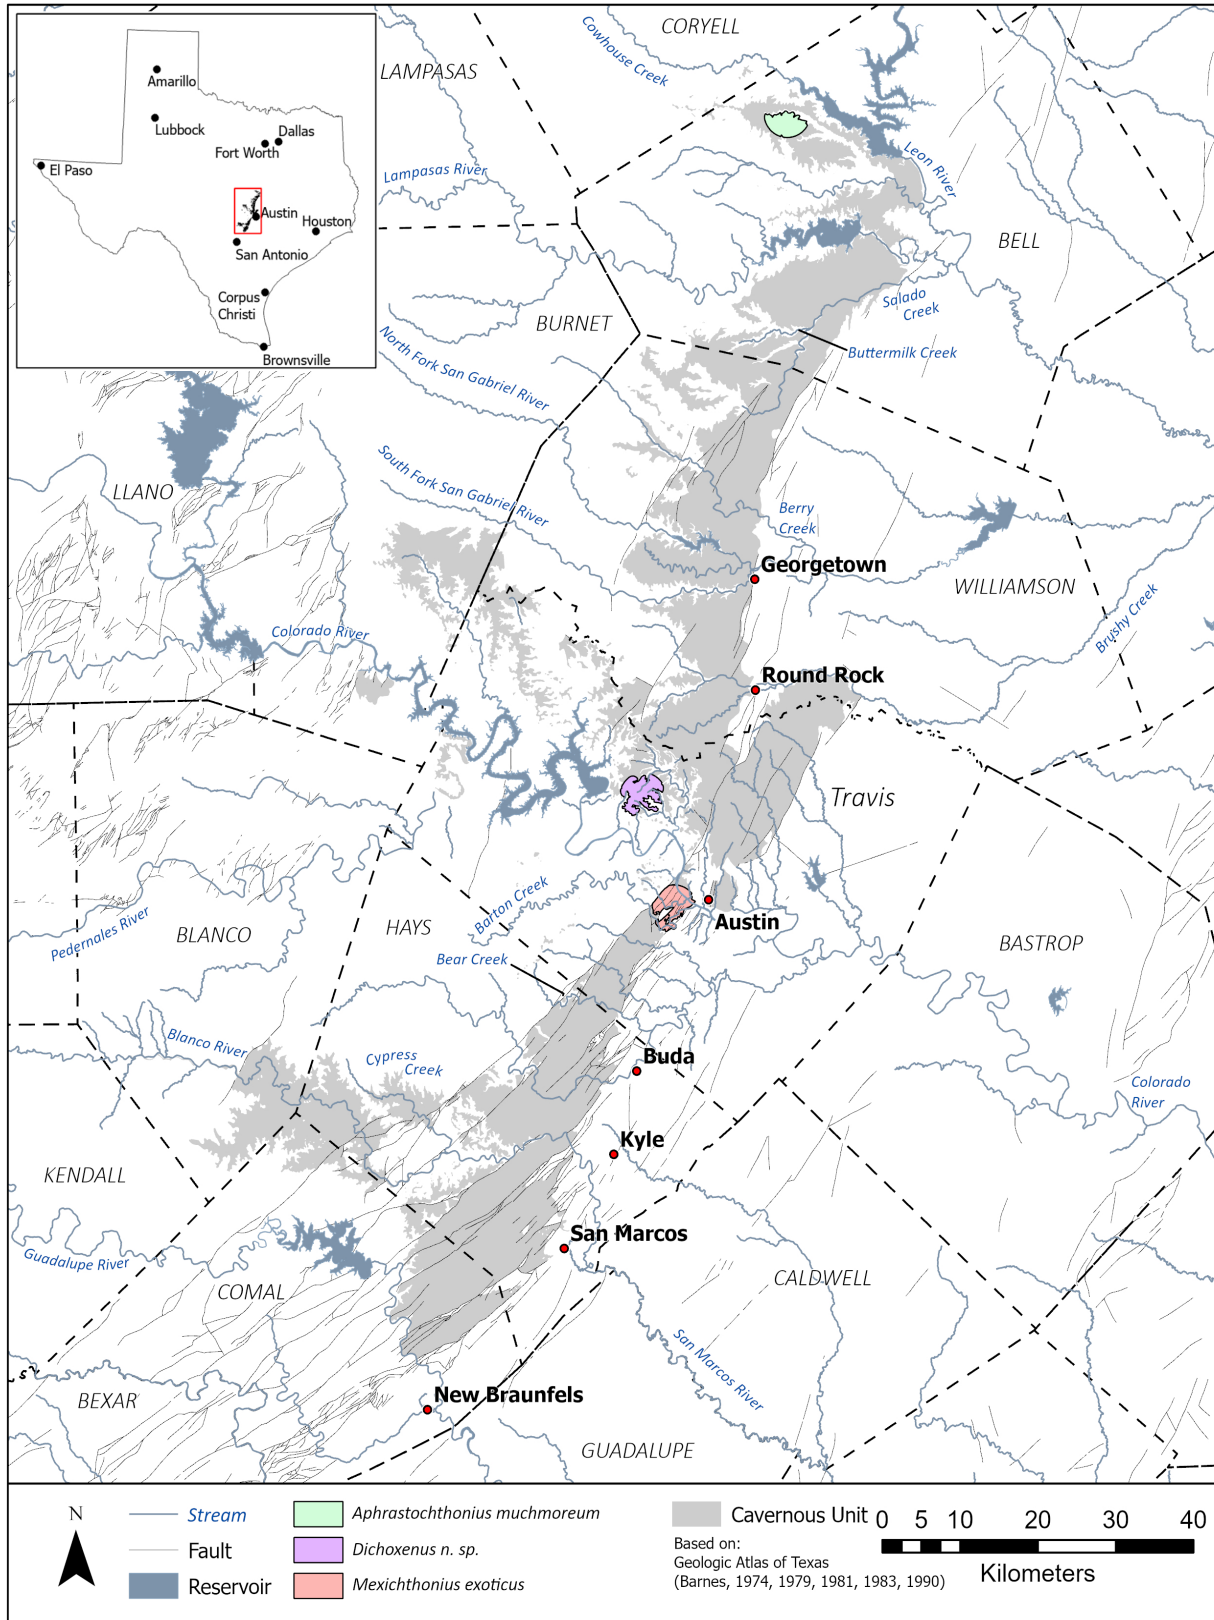 CORYELL
Cowhouse Creek
LAMPASAS
Amarillo
Lubbock
Dallas
Fort Worth
El Paso
Austin
Houston
San Antonio
Corpus
Christi
Brownsville
Leon River
Lampasas River
BELL
Salado
Creek
BURNET
Buttermilk Creek
North Fork San Gabriel River
South Fork San Gabriel River
LLANO
Berry
Creek
Georgetown
WILLIAMSON
Brushy Creek
Colorado River
Round Rock
Travis
Barton Creek
Pedernales River
BLANCO
HAYS
Austin
BASTROP
Bear Creek
Blanco River
Cypress
Creek
Buda
Colorado
River
Kyle
KENDALL
San Marcos
Guadalupe River
COMAL
CALDWELL
San Marcos River
BEXAR
New Braunfels
GUADALUPE
N
Stream
Fault
Reservoir
Aphrastochthonius muchmoreum
Dichoxenus n. sp.
Mexichthonius exoticus
Cavernous Unit
Based on:
Geologic Atlas of Texas
(Barnes, 1974, 1979, 1981, 1983, 1990)
0 5 10 20 30 40
Kilometers